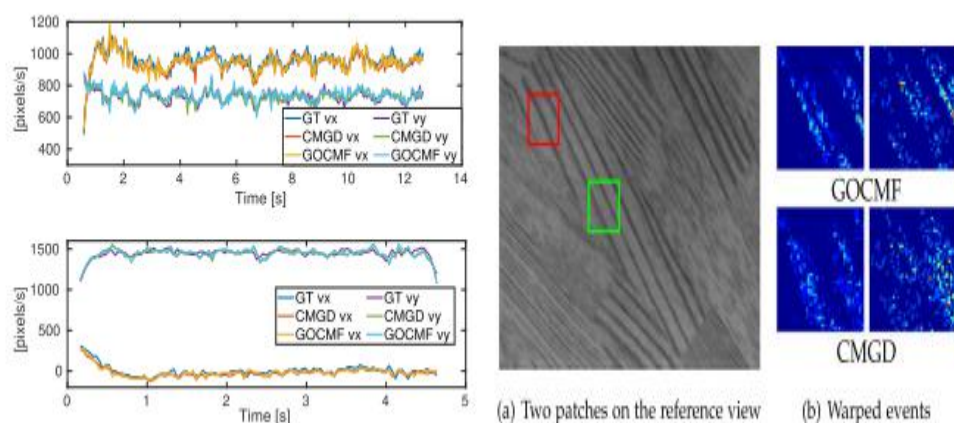 1200
1000
800
600
400
[pixels/s]
GT vx
GT vy
CMGD vx
CMGD vy
GOCMF vx
GOCMF vy
0 2 4 6 8 10 12 14
Time [s]
1500
1000
500
0
[pixels/s]
GT vx
GT vy
CMGD vx
CMGD vy
GOCMF vx
GOCMF vy
0 1 2 3 4 5
Time [s]
(a) Two patches on the reference view
GOCMF
CMGD
(b) Warped events